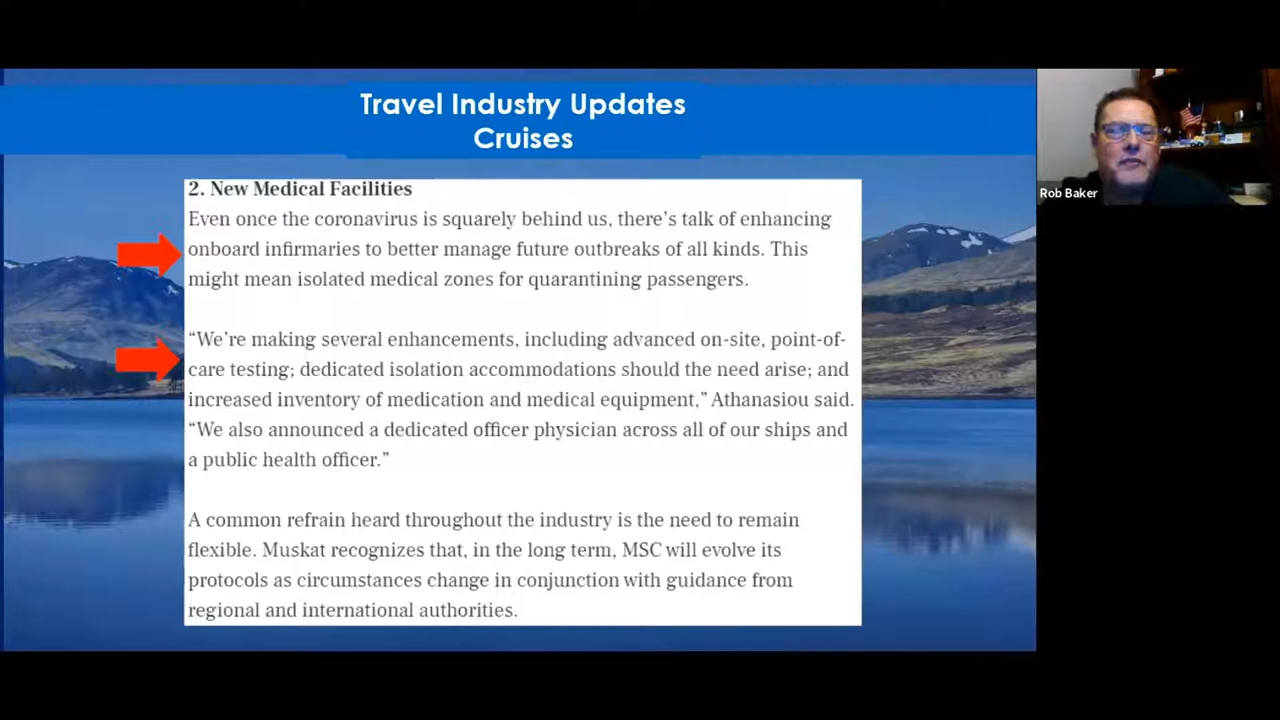 Travel Industry Updates
Cruises
Rob Baker
2. New Medical Facilities
Even once the coronavirus is squarely behind us, there’s talk of enhancing
onboard infirmaries to better manage future outbreaks of all kinds. This
might mean isolated medical zones for quarantining passengers.
“We’re making several enhancements, including advanced on-site, point-of-
care testing; dedicated isolation accommodations should the need arise; and
increased inventory of medication and medical equipment,” Athanasiou said.
“We also announced a dedicated officer physician across all of our ships and
a public health officer.”
A common refrain heard throughout the industry is the need to remain
flexible. Muskat recognizes that, in the long term, MSC will evolve its
protocols as circumstances change in conjunction with guidance from
regional and international authorities.